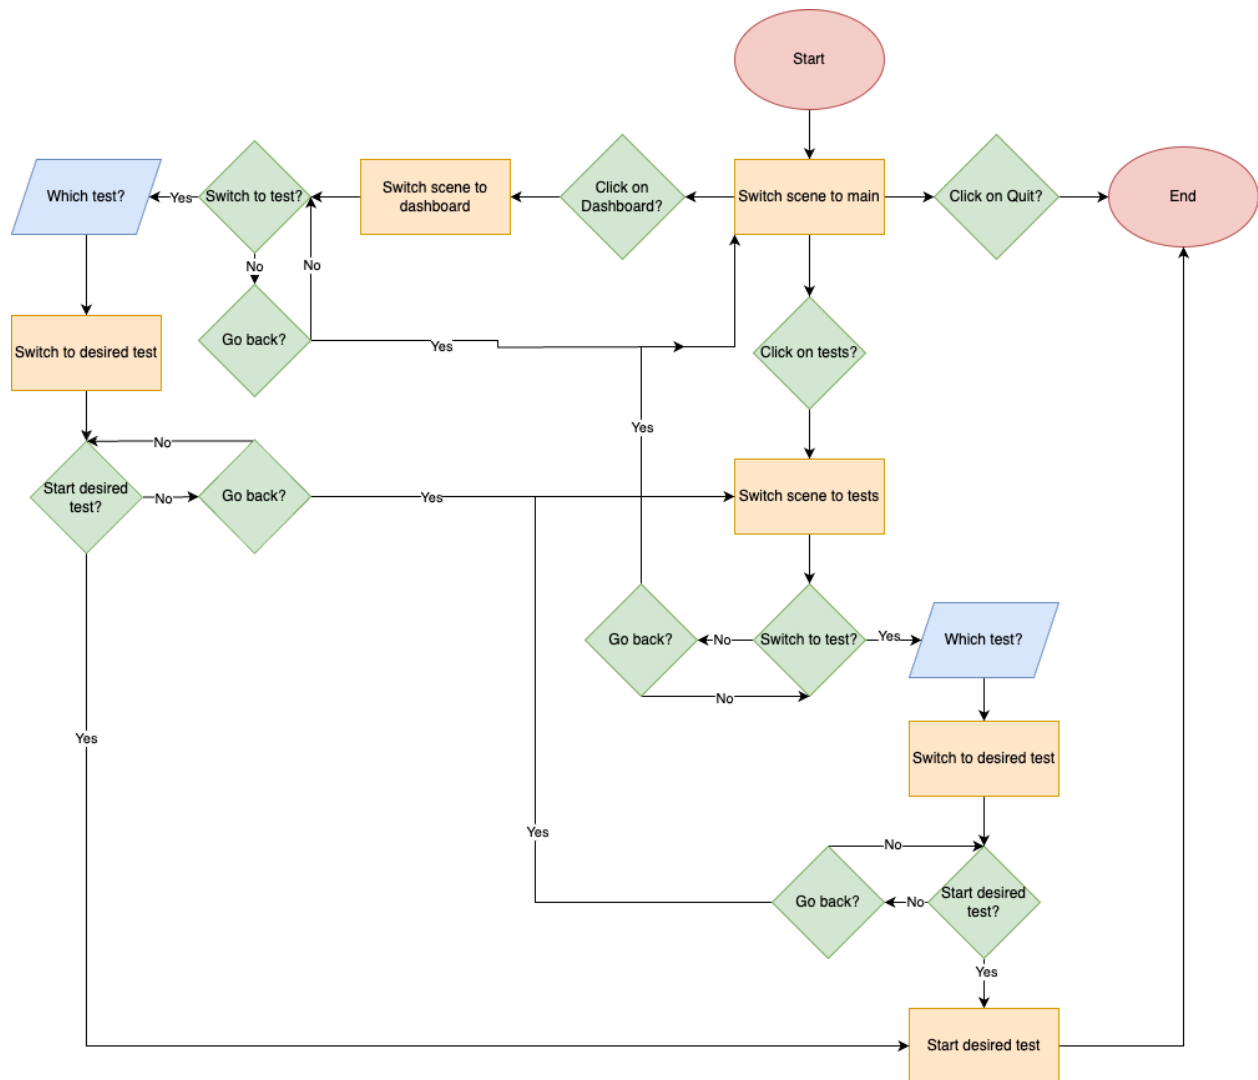 Start
Which test?
Yes
Switch to test?
Switch scene to
dashboard
Click on
Dashboard?
Switch scene to main
Click on Quit?
End
No
No
Go back?
Yes
Switch to desired test
Click on tests?
Yes
No
Start desired
test?
No
Go back?
Yes
Switch scene to tests
Go back?
No
Switch to test?
Yes
Which test?
No
Yes
Switch to desired test
Yes
No
Go back?
No
Start desired
test?
Yes
Start desired test